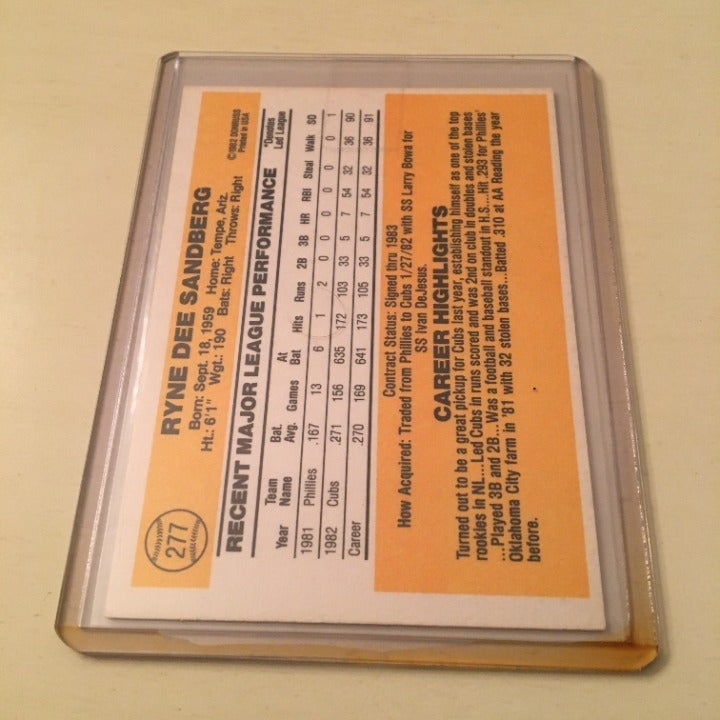 277
RYNE DEE SANDBERG
Born: Sept. 18, 1959 Home: Tempe, Ariz.
Ht.: 6'1" Wgt.: 190 Bats: Right Throws: Right
©1982 DONRUSS
Printed in USA
RECENT MAJOR LEAGUE PERFORMANCE
*Denotes
Led League
Year Team Name Bat. Avg. Games At Bat Hits Runs 2B 3B HR RBI Steal Walk SO
1981 Phillies .167 13 6 1 2 0 0 0 0 0 0 1
1982 Cubs .271 156 635 172 103 33 5 7 54 32 36 90
Career .270 169 641 173 105 33 5 7 54 32 36 91
Contract Status: Signed thru 1983
How Acquired: Traded from Phillies to Cubs 1/27/82 with SS Larry Bowa for
SS Ivan DeJesus.
CAREER HIGHLIGHTS
Turned out to be a great pickup for Cubs last year, establishing himself as one of the top
rookies in NL....Led Cubs in runs scored and was 2nd on club in doubles and stolen bases
....Played 3B and 2B...Was a football and baseball standout in H.S....Hit .293 for Phillies'
Oklahoma City farm in '81 with 32 stolen bases...Batted .310 at AA Reading the year
before.